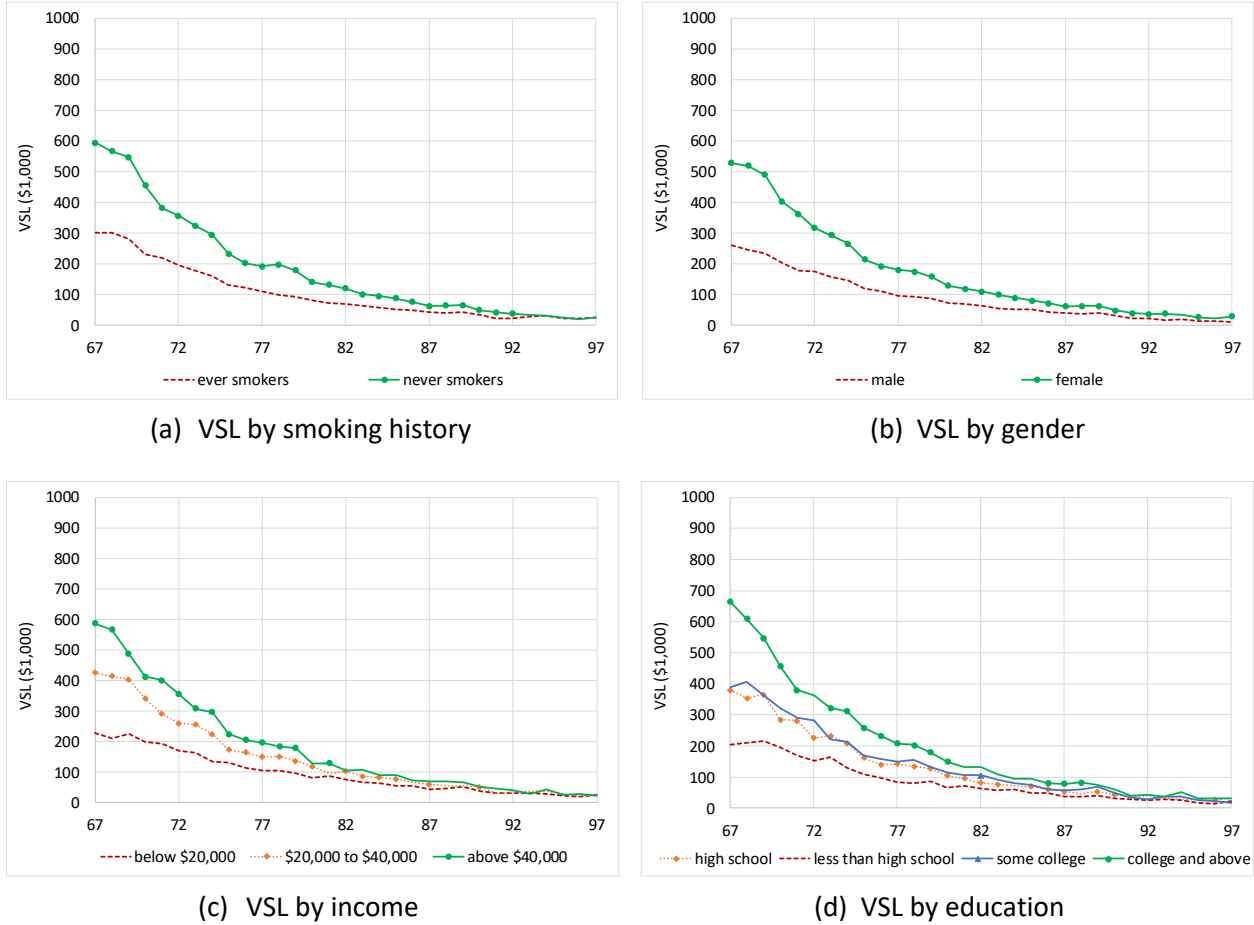 1000
900
800
700
600
500
400
300
200
100
0
VSL ($1,000)
67 72 77 82 87 92 97
ever smokers never smokers
(a) VSL by smoking history
1000
900
800
700
600
500
400
300
200
100
0
VSL ($1,000)
67 72 77 82 87 92 97
male female
(b) VSL by gender
1000
900
800
700
600
500
400
300
200
100
0
VSL ($1,000)
67 72 77 82 87 92 97
below $20,000 $20,000 to $40,000 above $40,000
(c) VSL by income
1000
900
800
700
600
500
400
300
200
100
0
VSL ($1,000)
67 72 77 82 87 92 97
high school less than high school some college college and above
(d) VSL by education